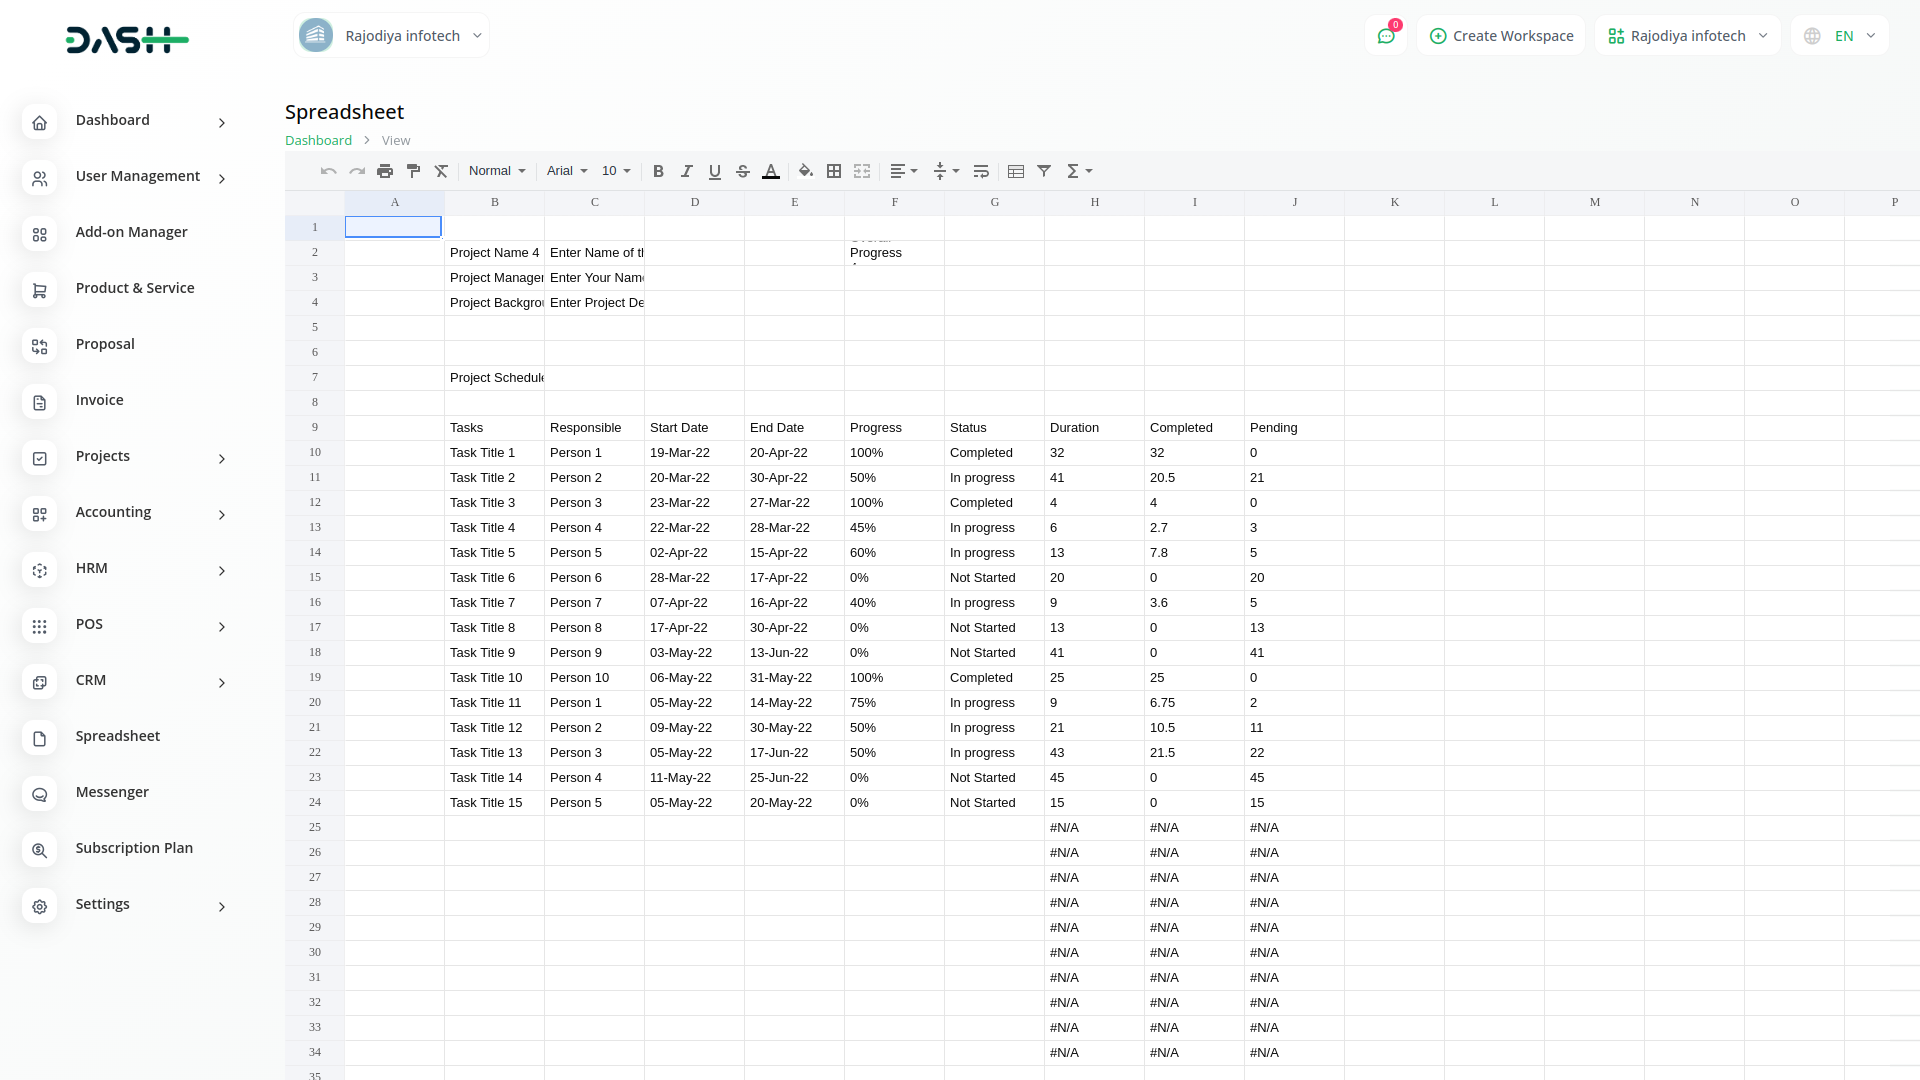 DASH
Rajodiya infotech
0
Create Workspace
Rajodiya infotech
EN
Dashboard
User Management
Add-on Manager
Product & Service
Proposal
Invoice
Projects
Accounting
HRM
POS
CRM
Spreadsheet
Messenger
Subscription Plan
Settings
Spreadsheet
Dashboard > View
Normal Arial 10 B I U S A Σ
A B C D E F G H I J K L M N O P
1
2 Project Name 4 Enter Name of Progress
3 Project Manager Enter Your Nam
4 Project Backgro Enter Project De
5
6
7 Project Schedule
8
9 Tasks Responsible Start Date End Date Progress Status Duration Completed Pending
10 Task Title 1 Person 1 19-Mar-22 20-Apr-22 100% Completed 32 32 0
11 Task Title 2 Person 2 20-Mar-22 30-Apr-22 50% In progress 41 20.5 21
12 Task Title 3 Person 3 23-Mar-22 27-Mar-22 100% Completed 4 4 0
13 Task Title 4 Person 4 22-Mar-22 28-Mar-22 45% In progress 6 2.7 3
14 Task Title 5 Person 5 02-Apr-22 15-Apr-22 60% In progress 13 7.8 5
15 Task Title 6 Person 6 28-Mar-22 17-Apr-22 0% Not Started 20 0 20
16 Task Title 7 Person 7 07-Apr-22 16-Apr-22 40% In progress 9 3.6 5
17 Task Title 8 Person 8 17-Apr-22 30-Apr-22 0% Not Started 13 0 13
18 Task Title 9 Person 9 03-May-22 13-Jun-22 0% Not Started 41 0 41
19 Task Title 10 Person 10 06-May-22 31-May-22 100% Completed 25 25 0
20 Task Title 11 Person 1 05-May-22 14-May-22 75% In progress 9 6.75 2
21 Task Title 12 Person 2 09-May-22 30-May-22 50% In progress 21 10.5 11
22 Task Title 13 Person 3 05-May-22 17-Jun-22 50% In progress 43 21.5 22
23 Task Title 14 Person 4 11-May-22 25-Jun-22 0% Not Started 45 0 45
24 Task Title 15 Person 5 05-May-22 20-May-22 0% Not Started 15 0 15
25 #N/A #N/A #N/A
26 #N/A #N/A #N/A
27 #N/A #N/A #N/A
28 #N/A #N/A #N/A
29 #N/A #N/A #N/A
30 #N/A #N/A #N/A
31 #N/A #N/A #N/A
32 #N/A #N/A #N/A
33 #N/A #N/A #N/A
34 #N/A #N/A #N/A
35